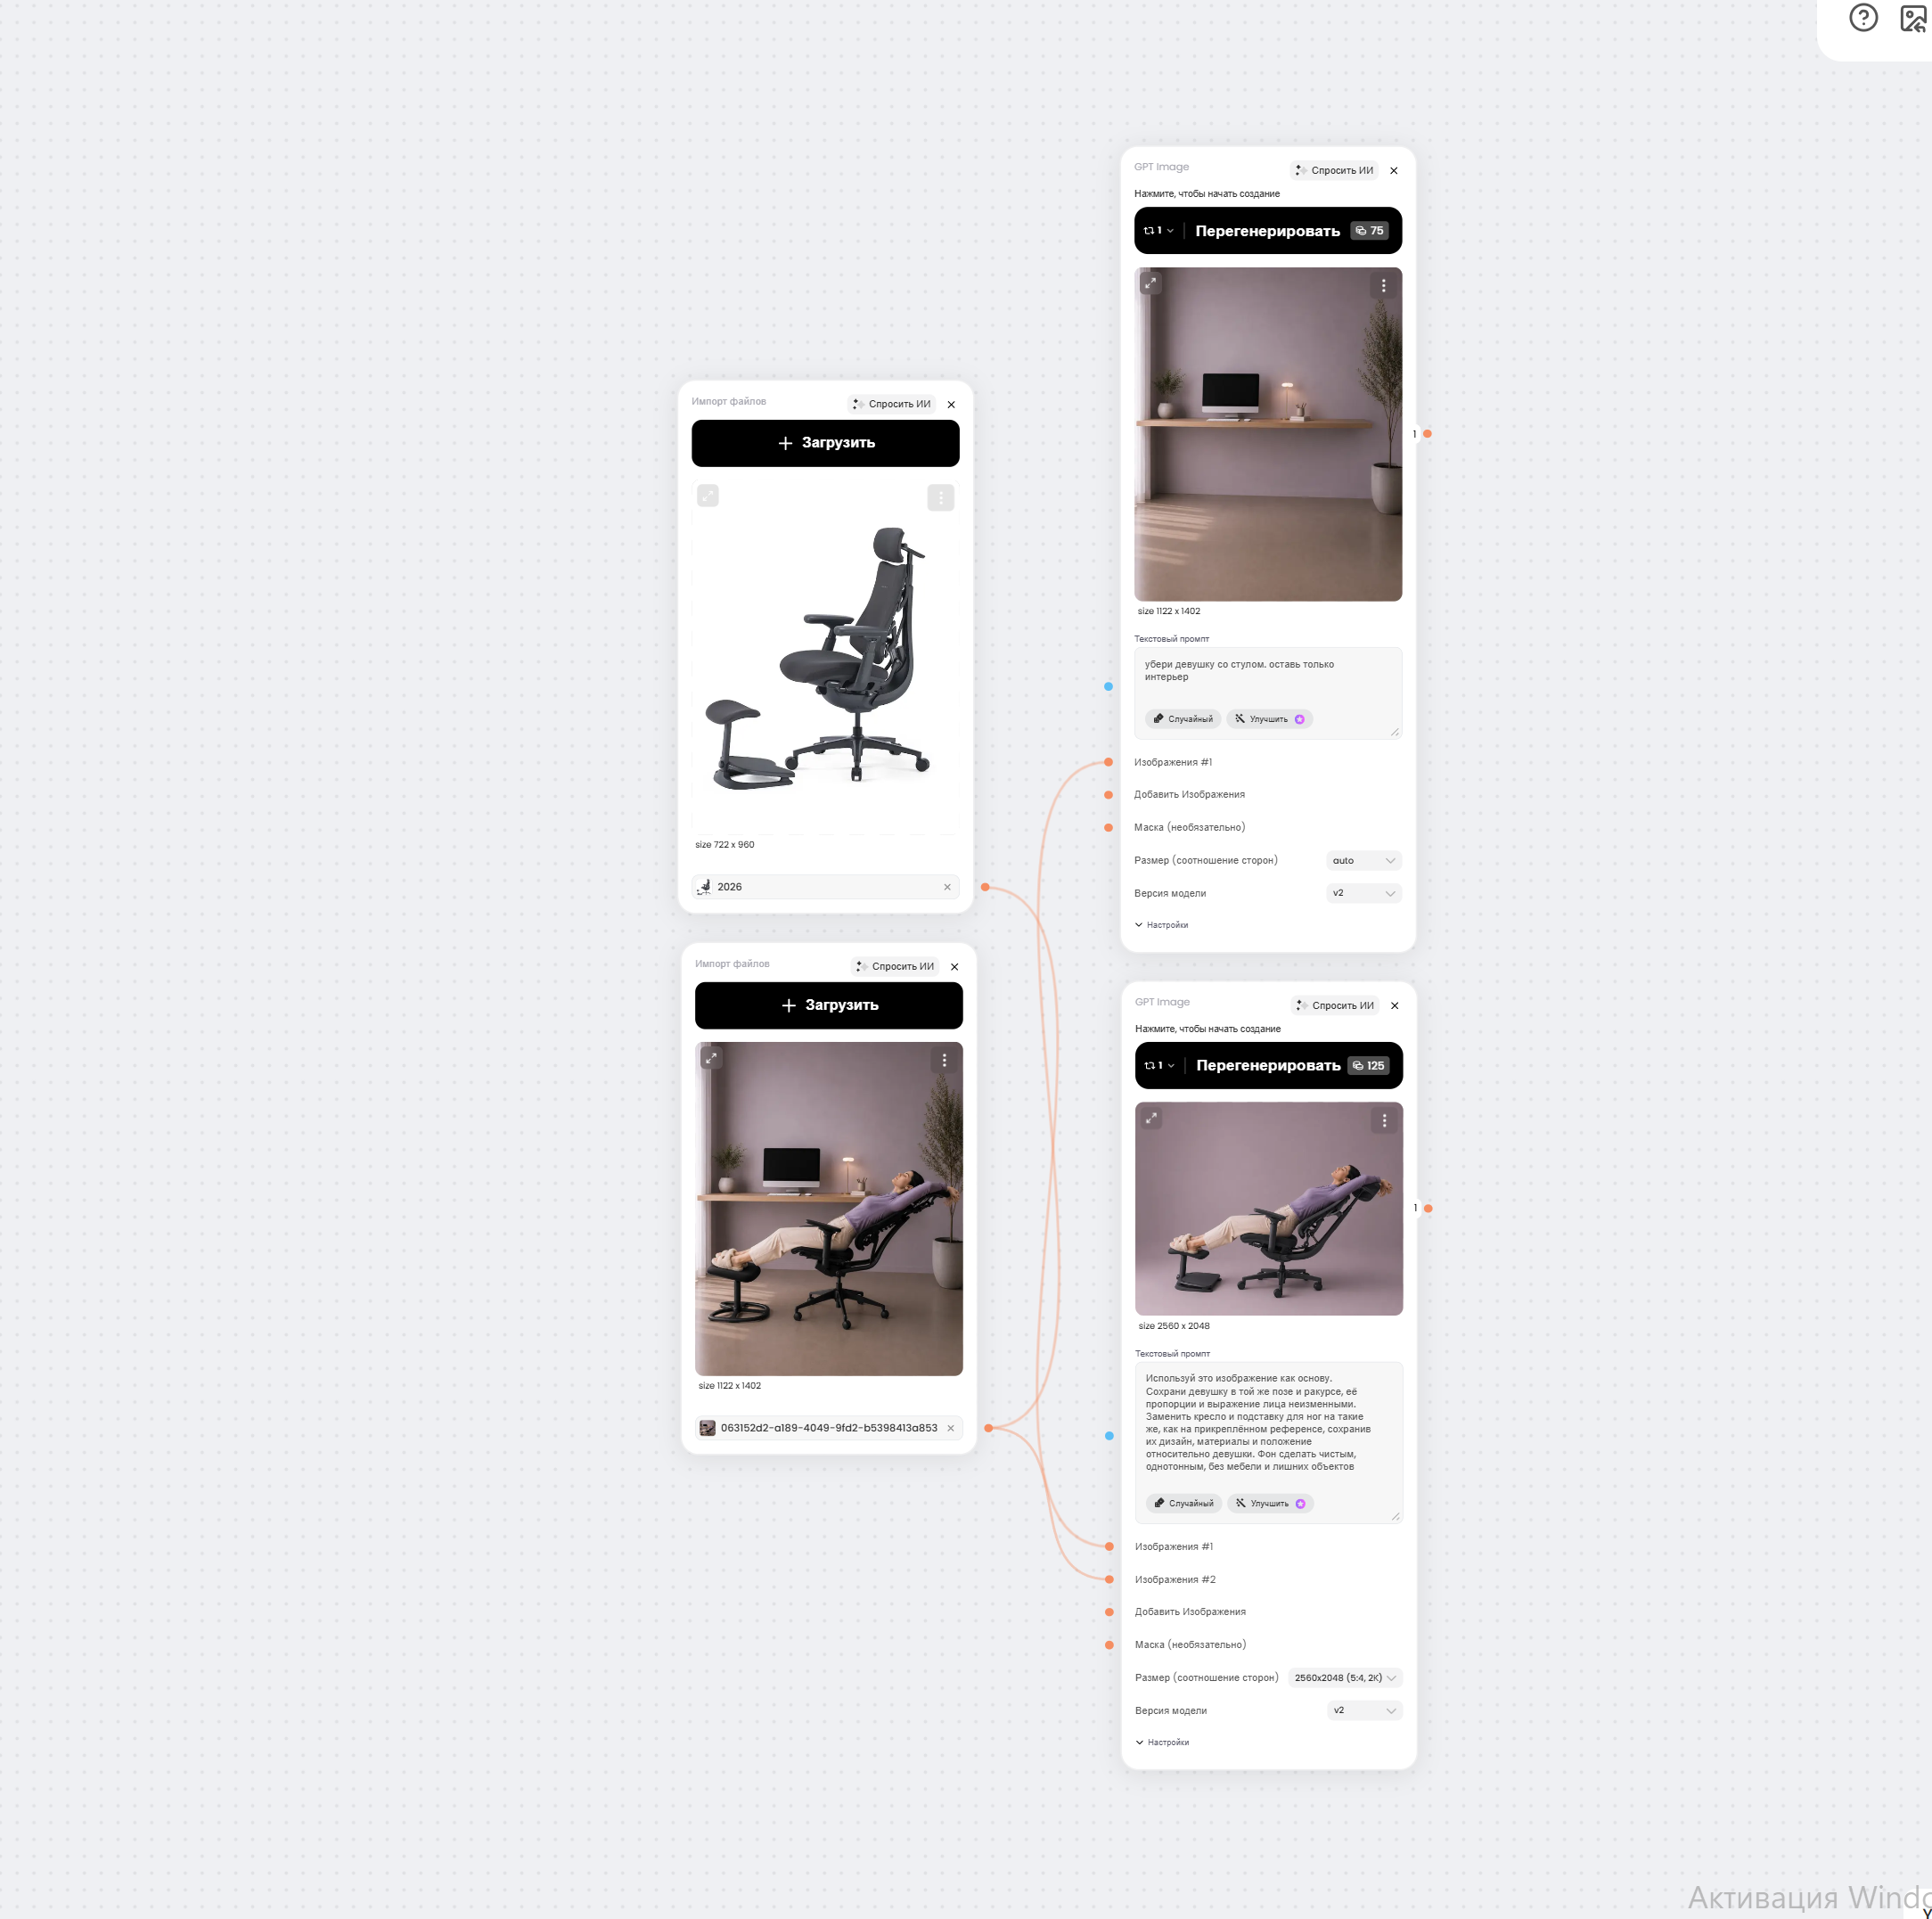 Импорт файлов
Спросить ИИ
Загрузить
size 722 x 960
2026
Импорт файлов
Спросить ИИ
Загрузить
size 1122 x 1402
063152d2-a189-4049-9fd2-b5398413a853
GPT Image
Спросить ИИ
Нажмите, чтобы начать создание
1
Перегенерировать
75
size 1122 x 1402
1
Текстовый промпт
убери девушку со стулом. оставь только
интерьер
Случайный
Улучшить
Изображения #1
Добавить Изображения
Маска (необязательно)
Размер (соотношение сторон)
auto
Версия модели
v2
Настройки
GPT Image
Спросить ИИ
Нажмите, чтобы начать создание
1
Перегенерировать
125
1
size 2560 x 2048
Текстовый промпт
Используй это изображение как основу.
Сохрани девушку в той же позе и ракурсе, её
пропорции и выражение лица неизменными.
Заменить кресло и подставку для ног на такие
же, как на прикреплённом референсе, сохранив
их дизайн, материалы и положение
относительно девушки. Фон сделать чистым,
однотонным, без мебели и лишних объектов
Случайный
Улучшить
Изображения #1
Изображения #2
Добавить Изображения
Маска (необязательно)
Размер (соотношение сторон)
2560x2048 (5:4, 2K)
Версия модели
v2
Настройки
Активация Windo